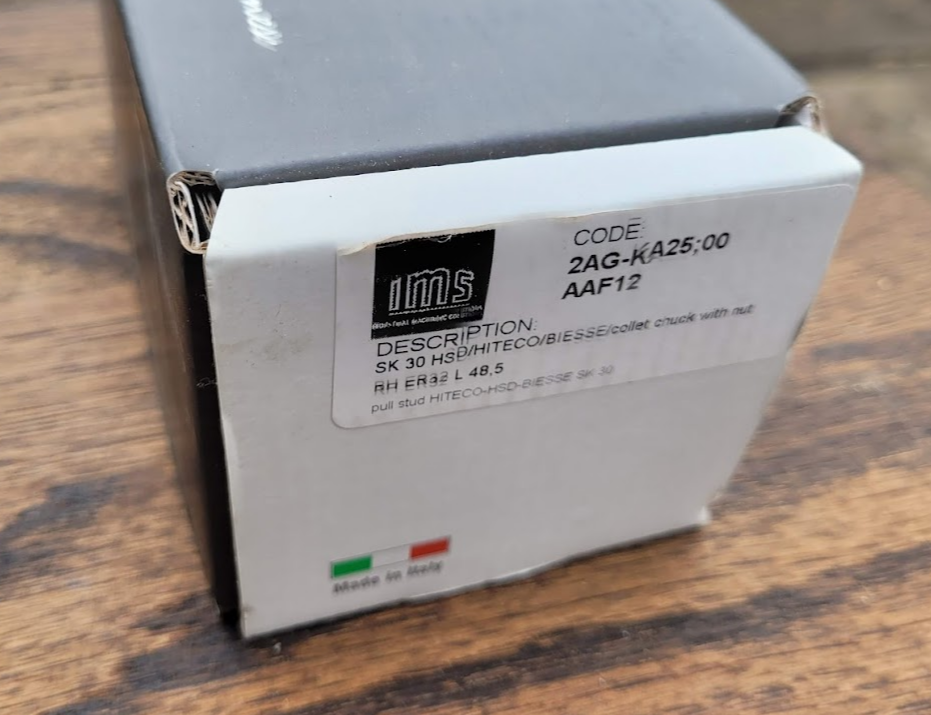 ims
CODE:
2AG-KA25;00
AAF12
DESCRIPTION:
SK 30 HSD/HITECO/BIESSE/collet chuck with nut
RH ER32 L 48,5
pull stud HITECO-HSD-BIESSE SK 30
Made in Italy